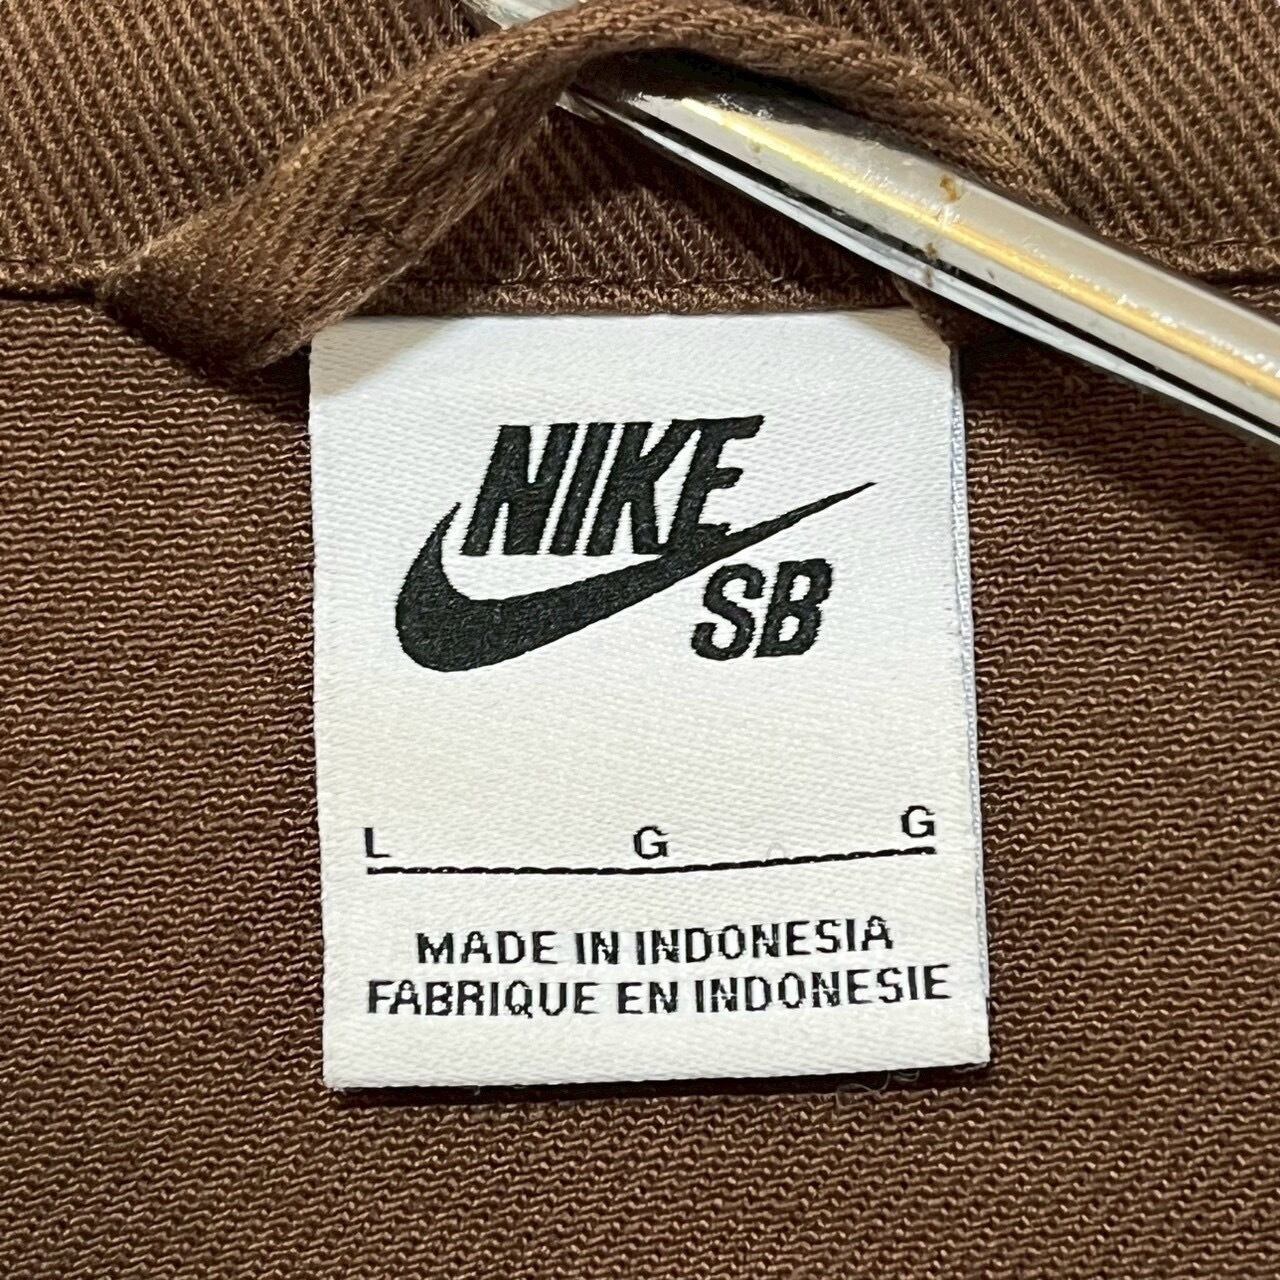 NIKE
SB
L G G
MADE IN INDONESIA
FABRIQUE EN INDONESIE